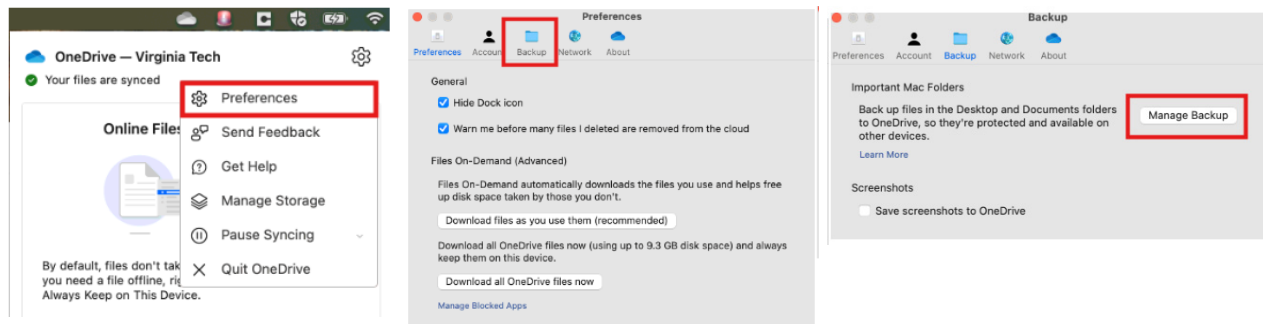 OneDrive — Virginia Tech
Your files are synced
Preferences
Online Files
Send Feedback
Get Help
Manage Storage
Pause Syncing
By default, files don't tak
Quit OneDrive
you need a file offline, rig
Always Keep on This Device.
Preferences
Preferences Accoun Backup Network About
General
Hide Dock icon
Warn me before many files I deleted are removed from the cloud
Files On-Demand (Advanced)
Files On-Demand automatically downloads the files you use and helps free
up disk space taken by those you don't.
Download files as you use them (recommended)
Download all OneDrive files now (using up to 9.3 GB disk space) and always
keep them on this device.
Download all OneDrive files now
Manage Blocked Apps
Backup
Preferences Account Backup Network About
Important Mac Folders
Back up files in the Desktop and Documents folders
to OneDrive, so they're protected and available on
other devices.
Manage Backup
Learn More
Screenshots
Save screenshots to OneDrive